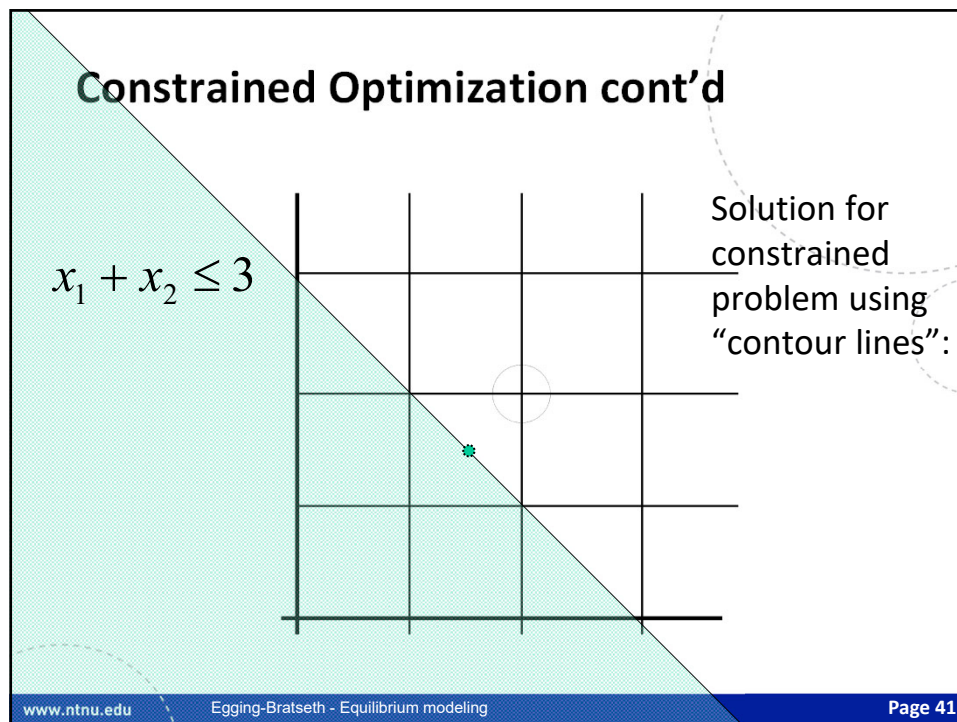 Constrained Optimization cont’d
x₁ + x₂ ≤ 3
Solution for
constrained
problem using
“contour lines”:
www.ntnu.edu
Egging-Bratseth - Equilibrium modeling
Page 41